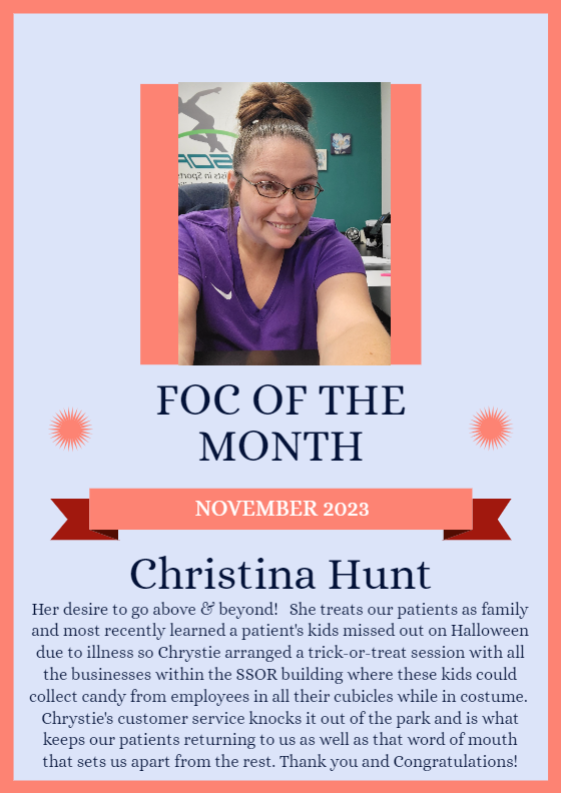 FOC OF THE
MONTH
NOVEMBER 2023
Christina Hunt
Her desire to go above & beyond!   She treats our patients as family
and most recently learned a patient's kids missed out on Halloween
due to illness so Chrystie arranged a trick-or-treat session with all
the businesses within the SSOR building where these kids could
collect candy from employees in all their cubicles while in costume.
Chrystie's customer service knocks it out of the park and is what
keeps our patients returning to us as well as that word of mouth
that sets us apart from the rest. Thank you and Congratulations!